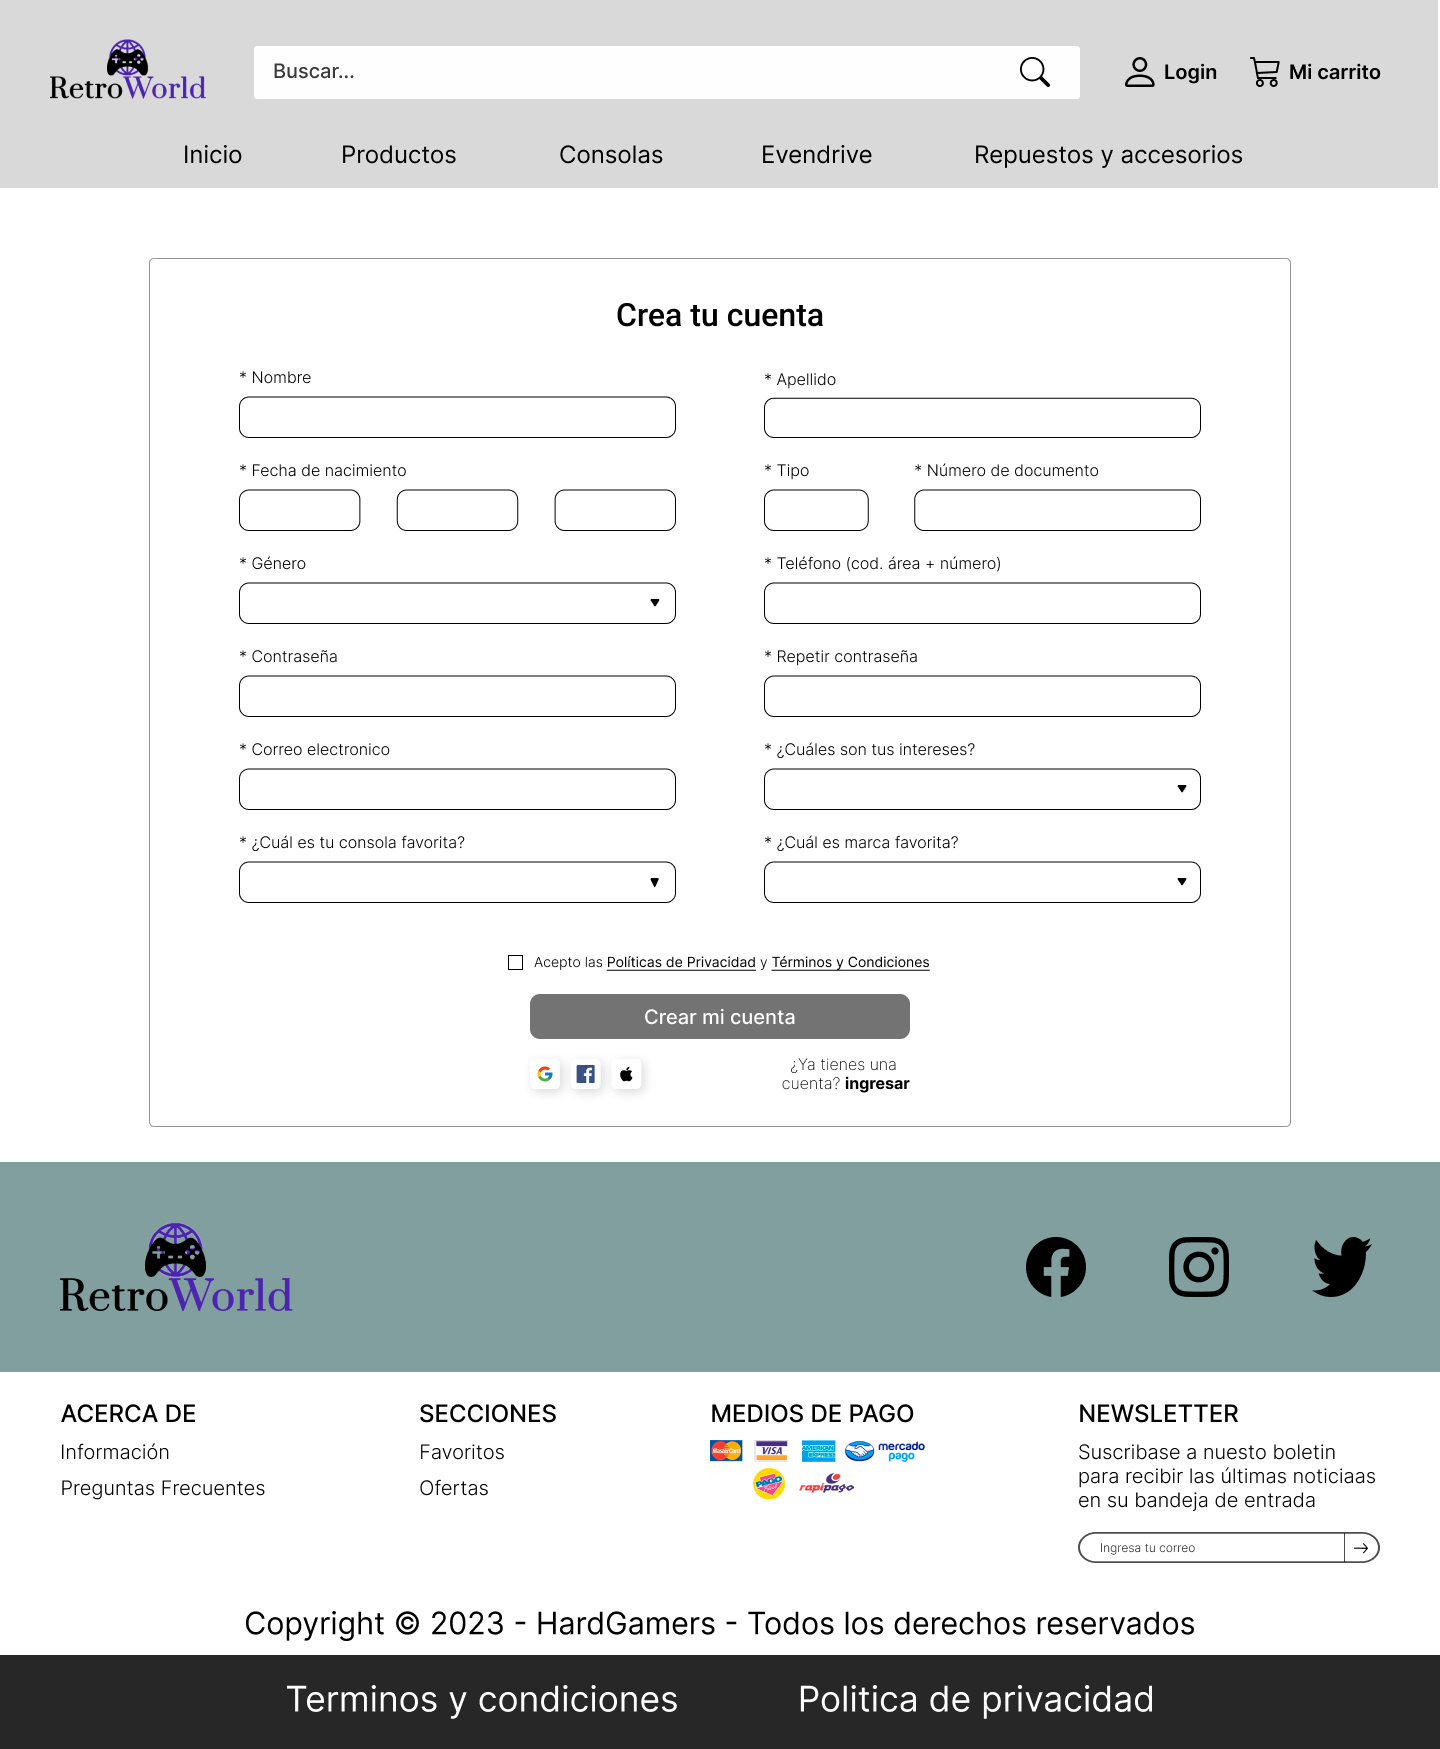 RetroWorld
Buscar...
Login
Mi carrito
Inicio
Productos
Consolas
Evendrive
Repuestos y accesorios
Crea tu cuenta
* Nombre
* Apellido
* Fecha de nacimiento
* Tipo
* Número de documento
* Género
* Teléfono (cod. área + número)
* Contraseña
* Repetir contraseña
* Correo electronico
* ¿Cuáles son tus intereses?
* ¿Cuál es tu consola favorita?
* ¿Cuál es marca favorita?
Acepto las Políticas de Privacidad y Términos y Condiciones
Crear mi cuenta
¿Ya tienes una
cuenta? ingresar
RetroWorld
ACERCA DE
Información
Preguntas Frecuentes
SECCIONES
Favoritos
Ofertas
MEDIOS DE PAGO
MasterCard
VISA
AMERICAN EXPRESS
mercado
pago
PAGO
rapipago
NEWSLETTER
Suscribase a nuesto boletin
para recibir las últimas noticiaas
en su bandeja de entrada
Ingresa tu correo
Copyright © 2023 - HardGamers - Todos los derechos reservados
Terminos y condiciones
Politica de privacidad